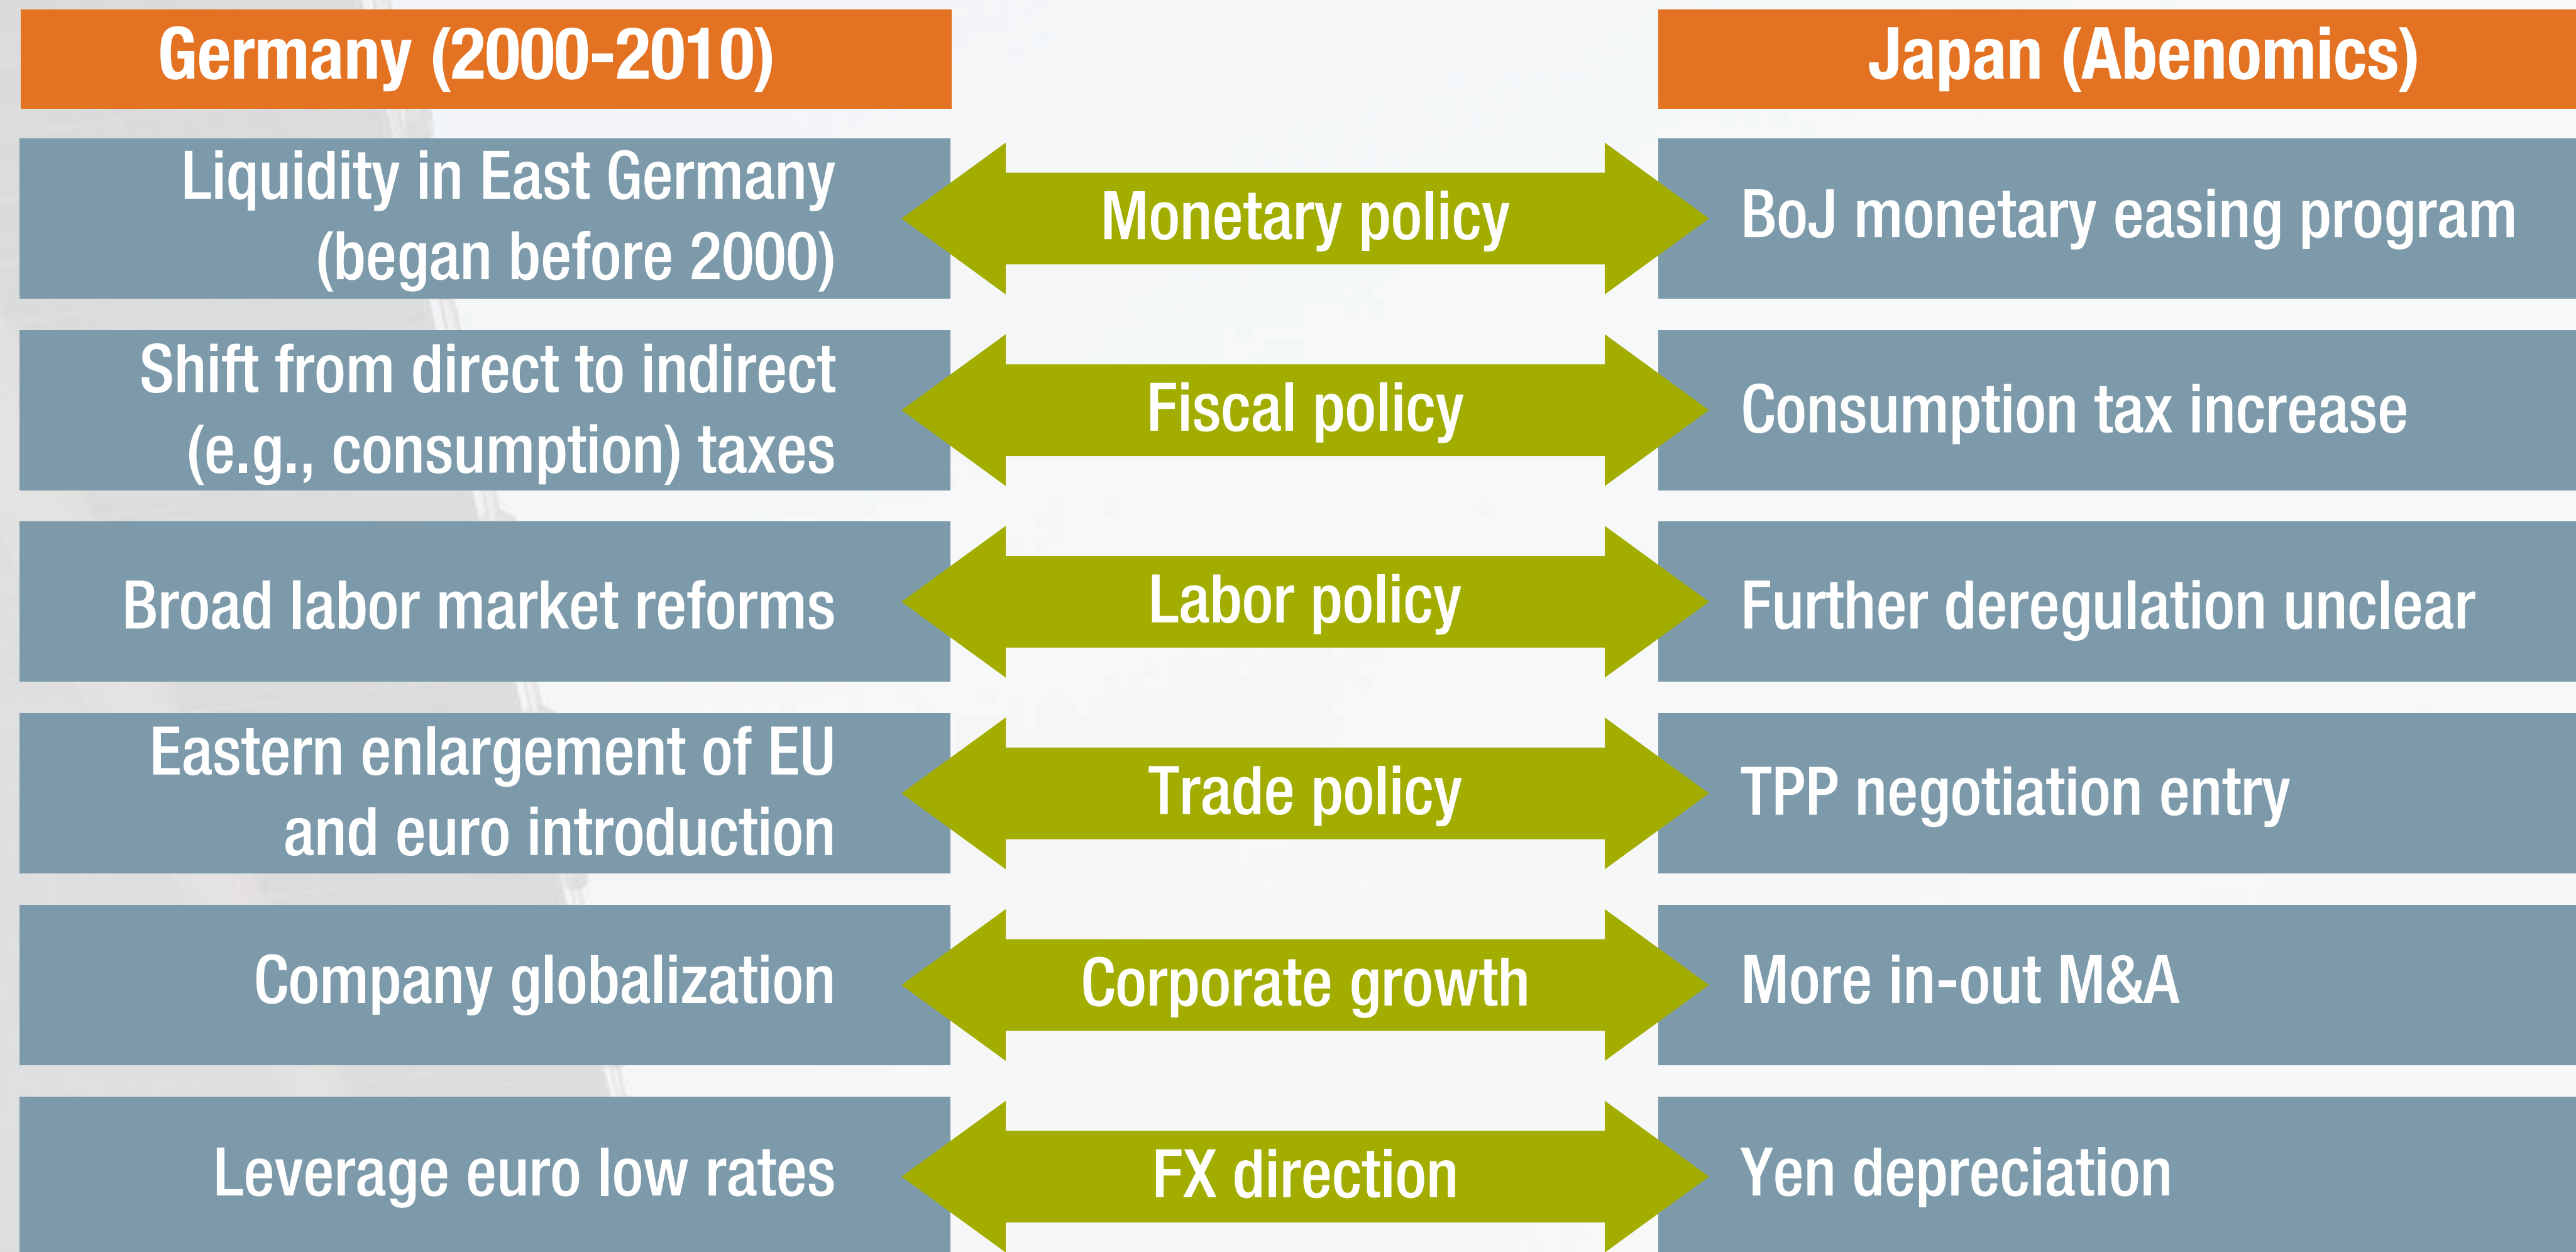 Germany (2000-2010)
Japan (Abenomics)
Liquidity in East Germany
(began before 2000)
Monetary policy
BoJ monetary easing program
Shift from direct to indirect
(e.g., consumption) taxes
Fiscal policy
Consumption tax increase
Broad labor market reforms
Labor policy
Further deregulation unclear
Eastern enlargement of EU
and euro introduction
Trade policy
TPP negotiation entry
Company globalization
Corporate growth
More in-out M&A
Leverage euro low rates
FX direction
Yen depreciation